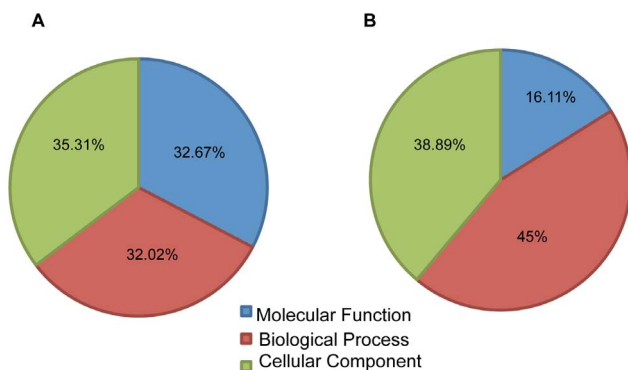 A
B
35.31%
32.67%
32.02%
38.89%
16.11%
45%
Molecular Function
Biological Process
Cellular Component